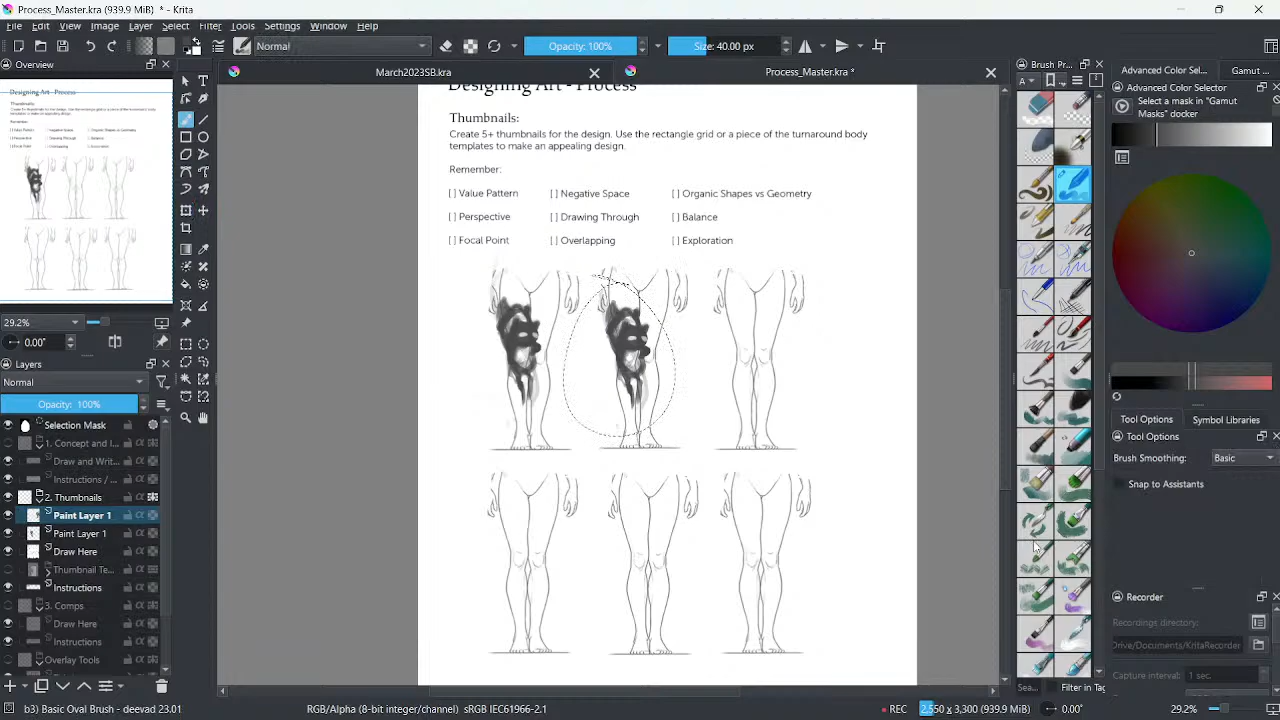 Process_Master.kra (939.9 MiB) * - Krita
File Edit View Image Layer Select Filter Tools Settings Window Help
Normal
Opacity: 100%
Size: 40.00 px
Overview
March2023SB.kra
Process_Master.kra *
Brush Pr...
Advanced Color Sel...
Gamut ...
Select Mask in "Gamut
Masks"
Designing Art - Process
Thumbnails:
Create 5+ thumbnails for the design. Use the rectangle grid or a piece of the turnaround body
templates to make an appealing design.
Remember:
[ ] Value Pattern [ ] Negative Space [ ] Organic Shapes vs Geometry
[ ] Perspective [ ] Drawing Through [ ] Balance
[ ] Focal Point [ ] Overlapping [ ] Exploration
29.2%
0.00°
Layers
Normal
Opacity: 100%
Selection Mask
1. Concept and I...
Draw and Writ...
Instructions / ...
2. Thumbnails
Paint Layer 1
Paint Layer 1
Draw Here
Thumbnail Te...
Instructions
3. Comps
Draw Here
Instructions
Overlay Tools
Tool Options
Symbol Libraries
Tool Options
Brush Smoothing:
Basic
Snap to Assistants
Recorder
Recordings directory:
/Drive/Documents/KritaRecorder
Capture interval:
1 sec.
Sea...
Filter in Tag
b3) Basic Oil Brush - deevad 23.01
RGB/Alpha (8-bit integer/channel) sRGB IEC61966-2.1
REC
2,550 x 3,300 (939.9 MiB)
0.00°
29.2%